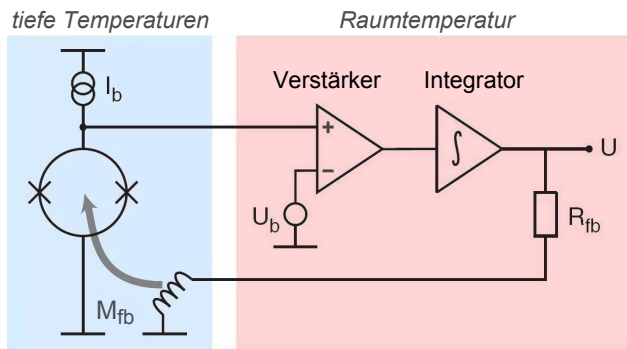 tiefe Temperaturen
Raumtemperatur
I_b
Verstärker
Integrator
+
−
∫
U
U_b
R_fb
M_fb